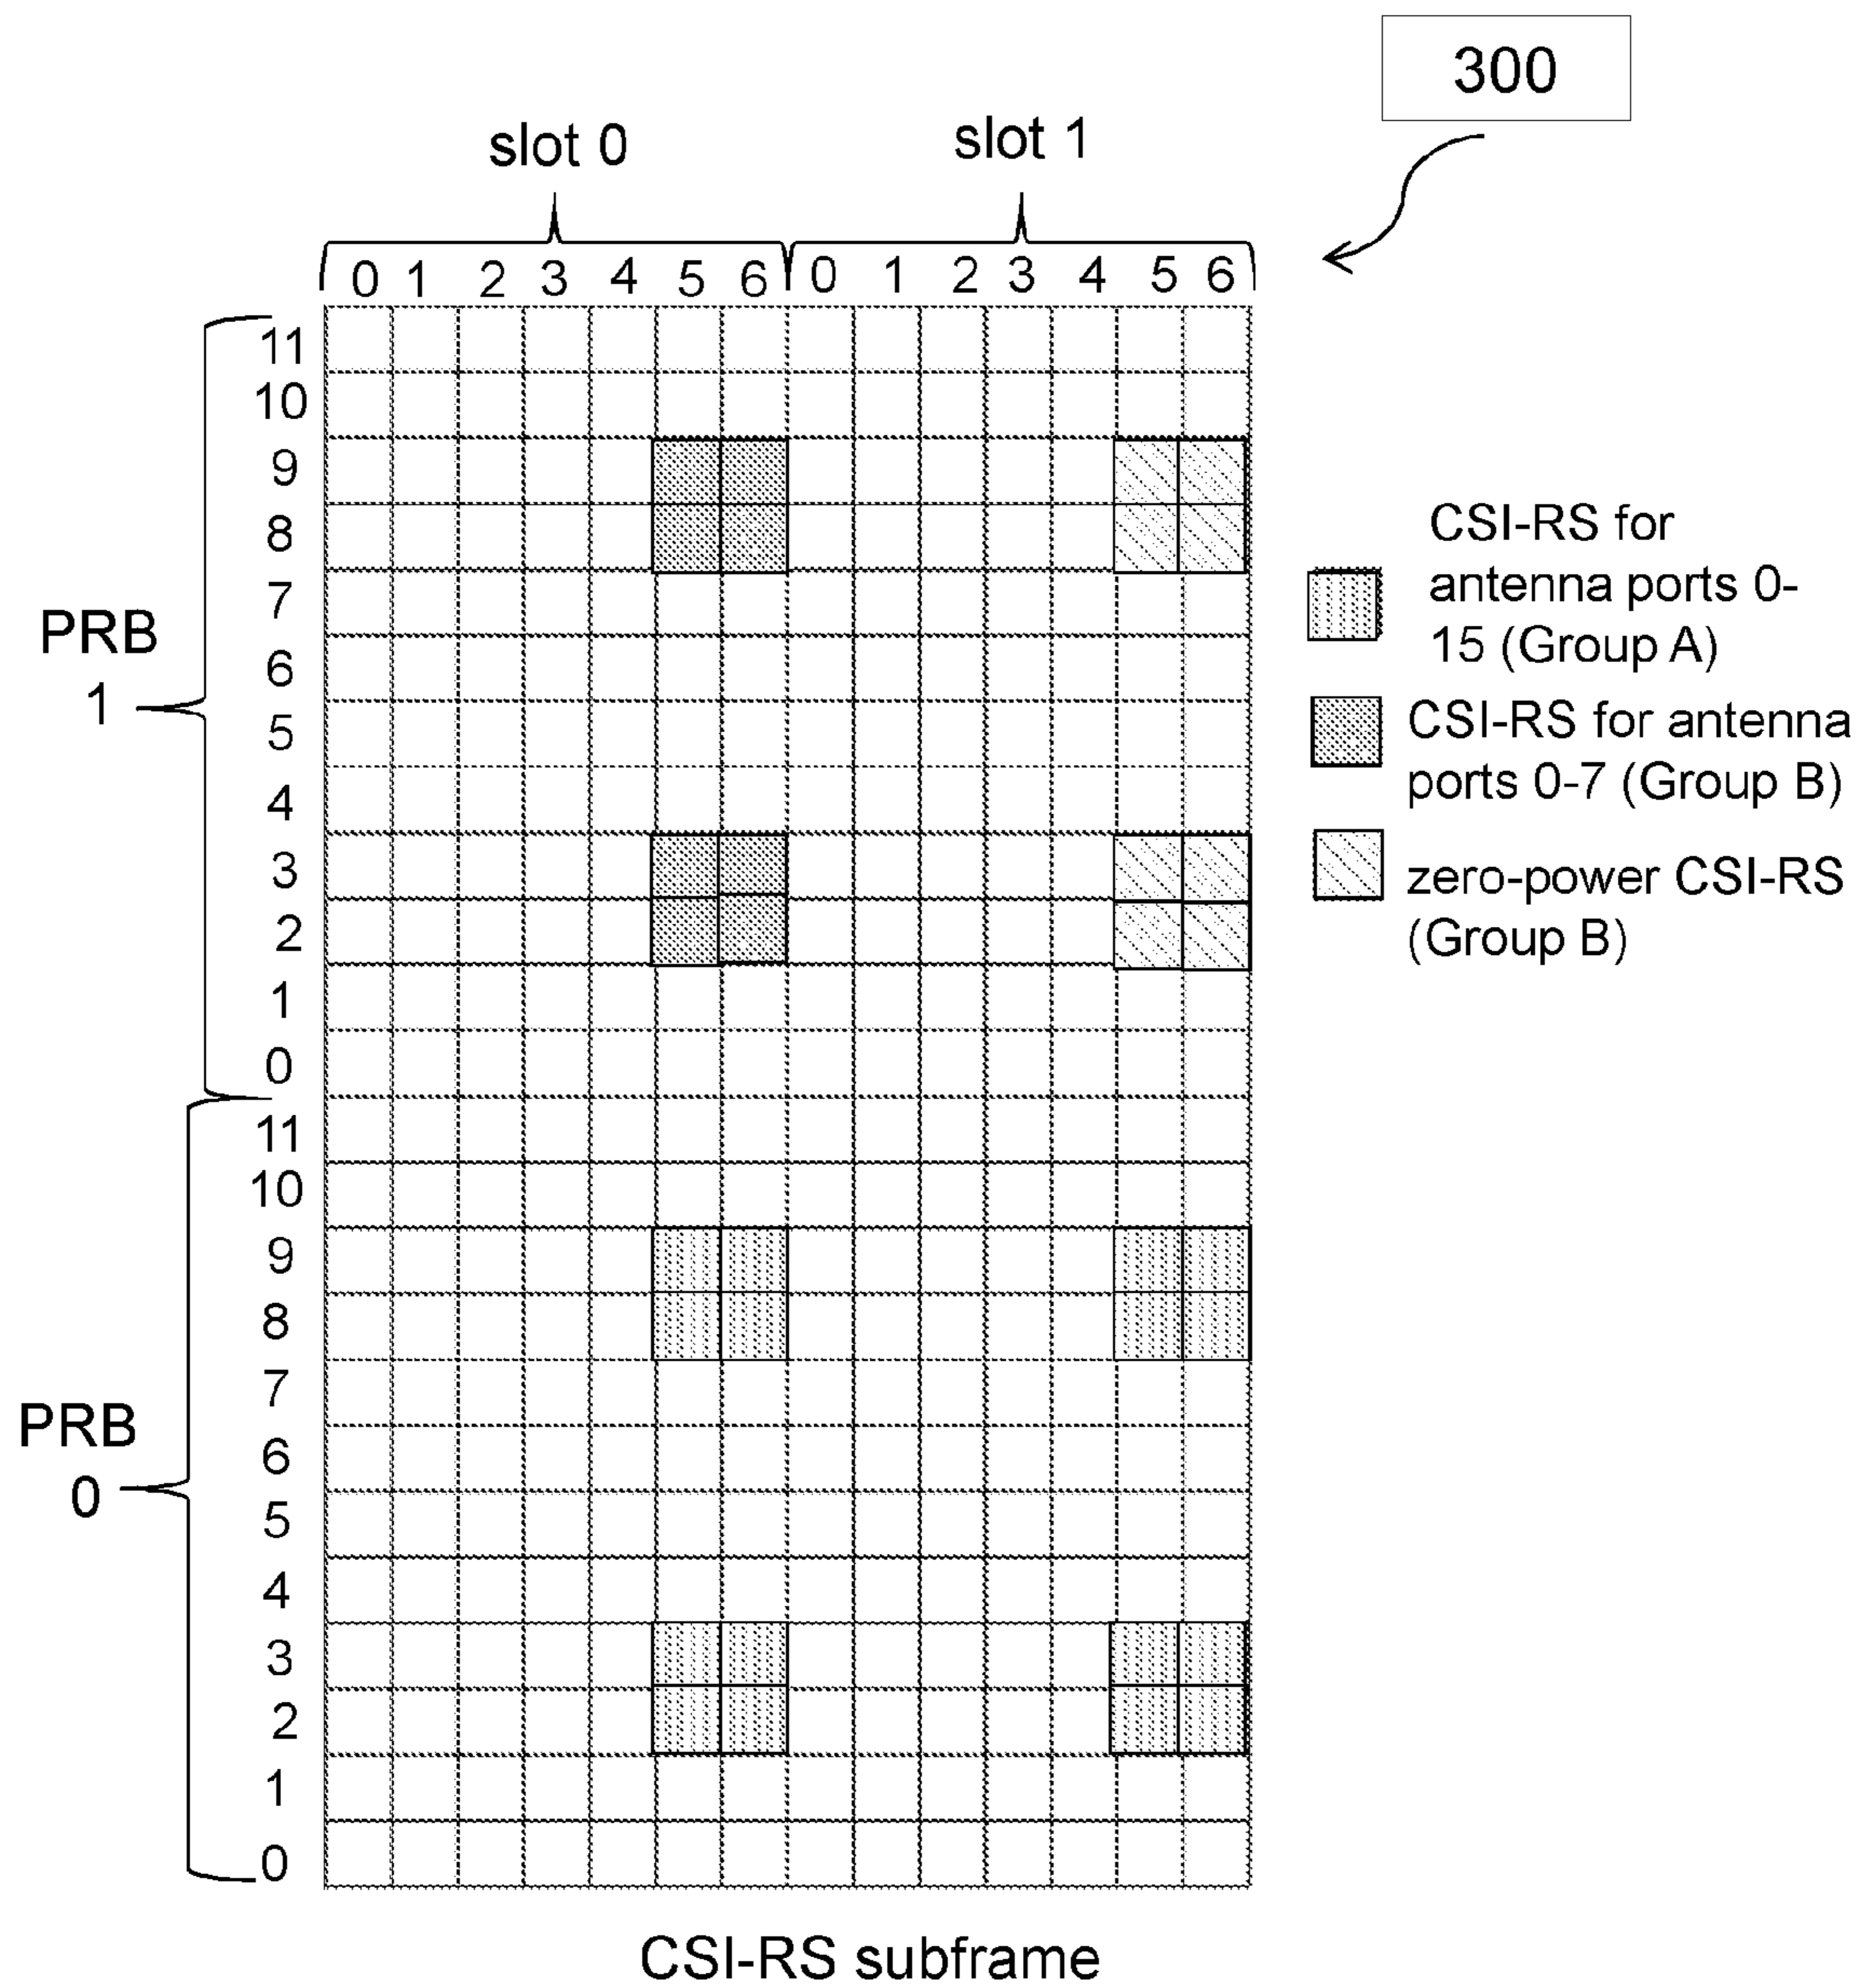 300
slot 0
slot 1
0 1 2 3 4 5 6 0 1 2 3 4 5 6
11
10
9
8
7
6
5
4
3
2
1
0
PRB
1
11
10
9
8
7
6
5
4
3
2
1
0
PRB
0
CSI-RS for
antenna ports 0-
15 (Group A)
CSI-RS for antenna
ports 0-7 (Group B)
zero-power CSI-RS
(Group B)
CSI-RS subframe